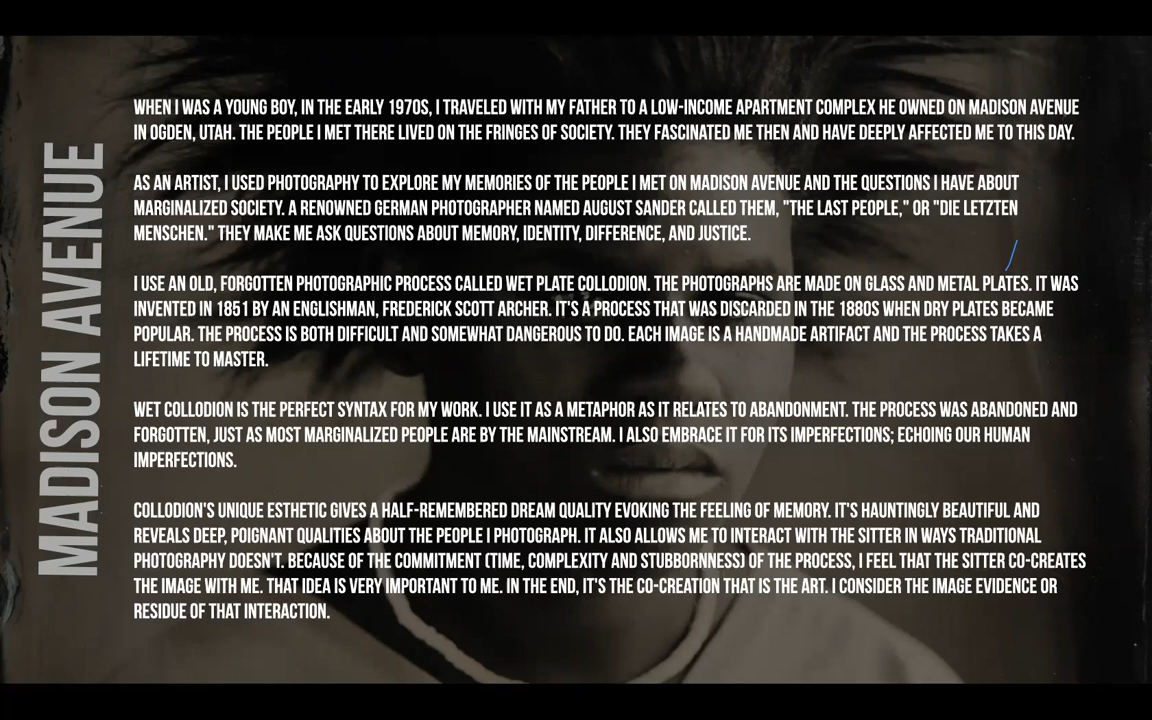 MADISON AVENUE
WHEN I WAS A YOUNG BOY, IN THE EARLY 1970S, I TRAVELED WITH MY FATHER TO A LOW-INCOME APARTMENT COMPLEX HE OWNED ON MADISON AVENUE
IN OGDEN, UTAH. THE PEOPLE I MET THERE LIVED ON THE FRINGES OF SOCIETY. THEY FASCINATED ME THEN AND HAVE DEEPLY AFFECTED ME TO THIS DAY.
AS AN ARTIST, I USED PHOTOGRAPHY TO EXPLORE MY MEMORIES OF THE PEOPLE I MET ON MADISON AVENUE AND THE QUESTIONS I HAVE ABOUT
MARGINALIZED SOCIETY. A RENOWNED GERMAN PHOTOGRAPHER NAMED AUGUST SANDER CALLED THEM, "THE LAST PEOPLE," OR "DIE LETZTEN
MENSCHEN." THEY MAKE ME ASK QUESTIONS ABOUT MEMORY, IDENTITY, DIFFERENCE, AND JUSTICE.
I USE AN OLD, FORGOTTEN PHOTOGRAPHIC PROCESS CALLED WET PLATE COLLODION. THE PHOTOGRAPHS ARE MADE ON GLASS AND METAL PLATES. IT WAS
INVENTED IN 1851 BY AN ENGLISHMAN, FREDERICK SCOTT ARCHER. IT'S A PROCESS THAT WAS DISCARDED IN THE 1880S WHEN DRY PLATES BECAME
POPULAR. THE PROCESS IS BOTH DIFFICULT AND SOMEWHAT DANGEROUS TO DO. EACH IMAGE IS A HANDMADE ARTIFACT AND THE PROCESS TAKES A
LIFETIME TO MASTER.
WET COLLODION IS THE PERFECT SYNTAX FOR MY WORK. I USE IT AS A METAPHOR AS IT RELATES TO ABANDONMENT. THE PROCESS WAS ABANDONED AND
FORGOTTEN, JUST AS MOST MARGINALIZED PEOPLE ARE BY THE MAINSTREAM. I ALSO EMBRACE IT FOR ITS IMPERFECTIONS; ECHOING OUR HUMAN
IMPERFECTIONS.
COLLODION'S UNIQUE ESTHETIC GIVES A HALF-REMEMBERED DREAM QUALITY EVOKING THE FEELING OF MEMORY. IT'S HAUNTINGLY BEAUTIFUL AND
REVEALS DEEP, POIGNANT QUALITIES ABOUT THE PEOPLE I PHOTOGRAPH. IT ALSO ALLOWS ME TO INTERACT WITH THE SITTER IN WAYS TRADITIONAL
PHOTOGRAPHY DOESN'T. BECAUSE OF THE COMMITMENT (TIME, COMPLEXITY AND STUBBORNNESS) OF THE PROCESS, I FEEL THAT THE SITTER CO-CREATES
THE IMAGE WITH ME. THAT IDEA IS VERY IMPORTANT TO ME. IN THE END, IT'S THE CO-CREATION THAT IS THE ART. I CONSIDER THE IMAGE EVIDENCE OR
RESIDUE OF THAT INTERACTION.